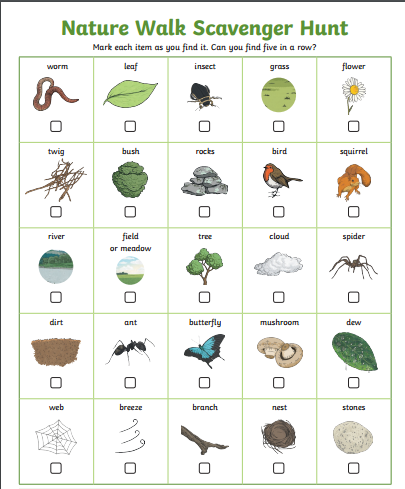 Nature Walk Scavenger Hunt
Mark each item as you find it. Can you find five in a row?
worm leaf insect grass flower
twig bush rocks bird squirrel
river field tree cloud spider
or meadow
dirt ant butterfly mushroom dew
web breeze branch nest stones